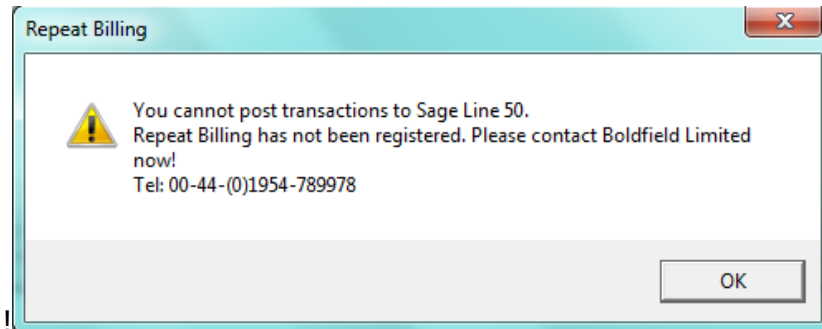 Repeat Billing
You cannot post transactions to Sage Line 50.
Repeat Billing has not been registered. Please contact Boldfield Limited
now!
Tel: 00-44-(0)1954-789978
OK
!